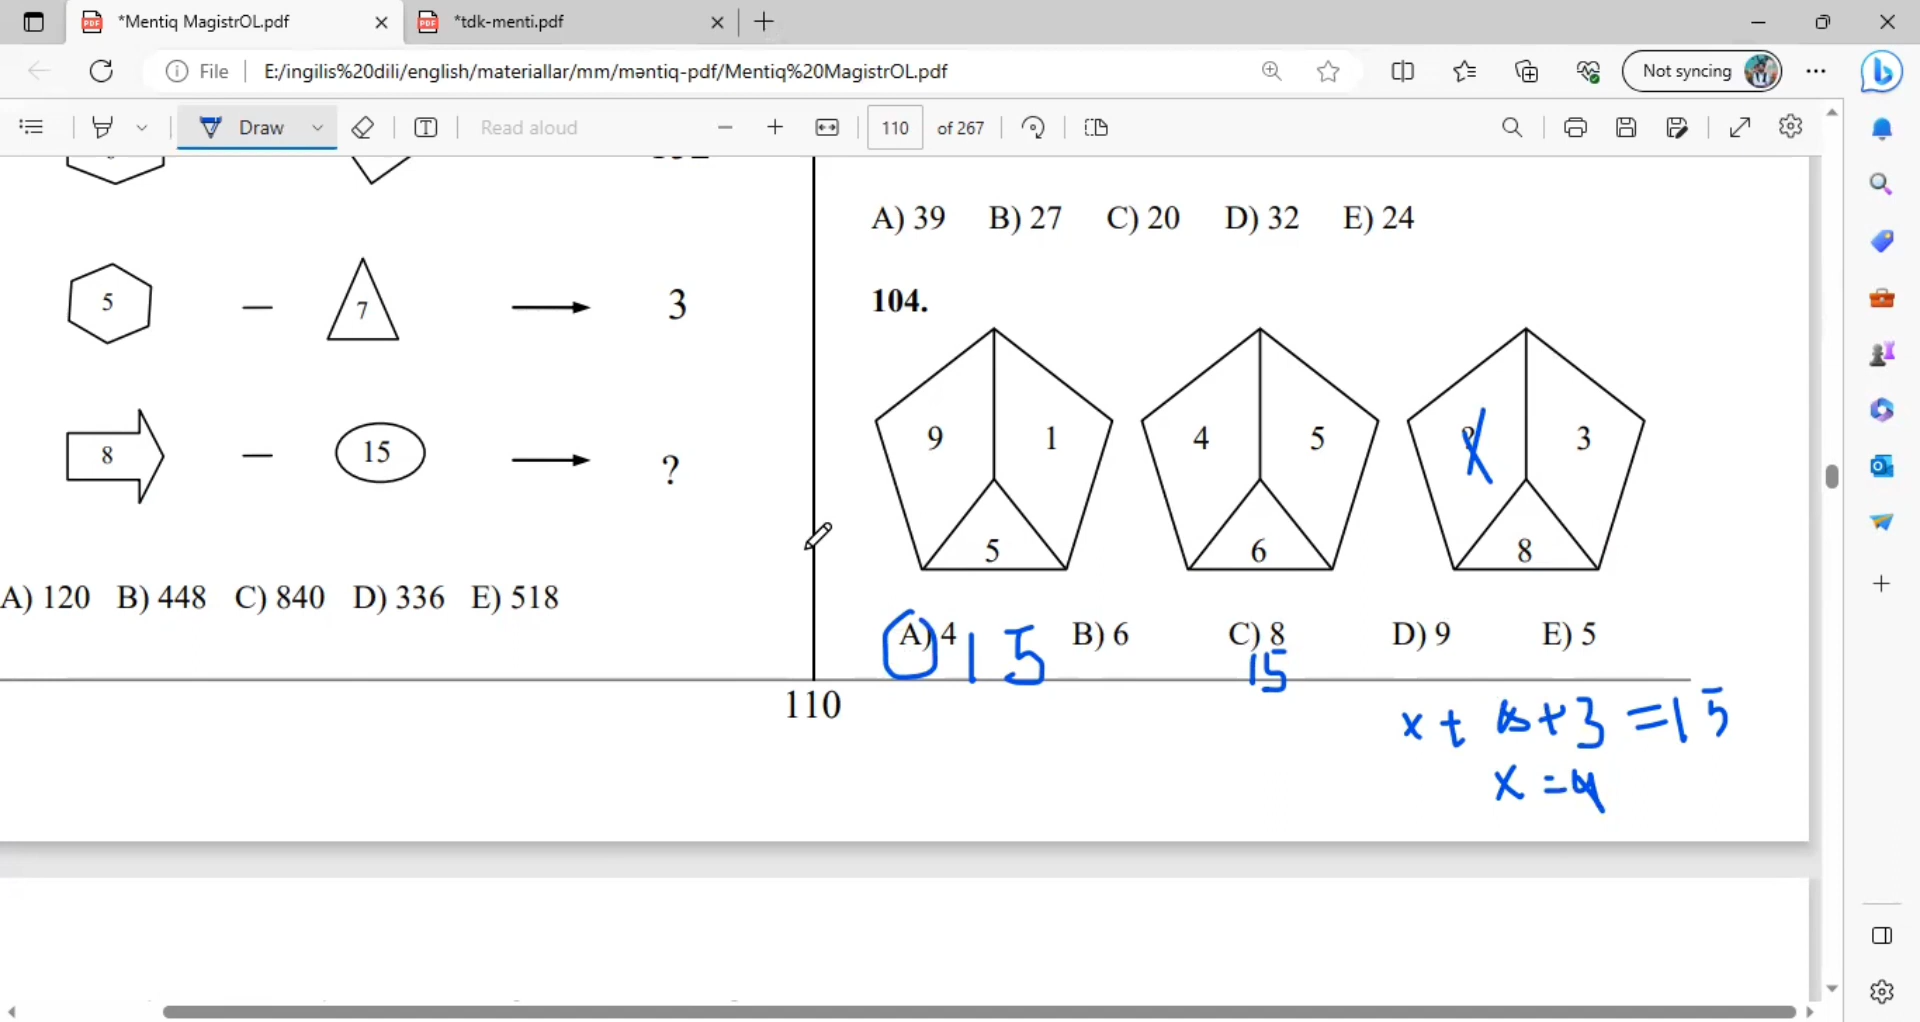 *Mentiq MagistrOL.pdf
*tdk-menti.pdf
File
E:/ingilis%20dili/english/materiallar/mm/məntiq-pdf/Mentiq%20MagistrOL.pdf
Not syncing
Draw
Read aloud
110 of 267
5 — 7 → 3
8 — 15 → ?
A) 120 B) 448 C) 840 D) 336 E) 518
A) 39 B) 27 C) 20 D) 32 E) 24
104.
9 1 5
4 5 6
x 3 8
A) 4 B) 6 C) 8 D) 9 E) 5
15
15
x + 8 + 3 = 15
x = 4
110